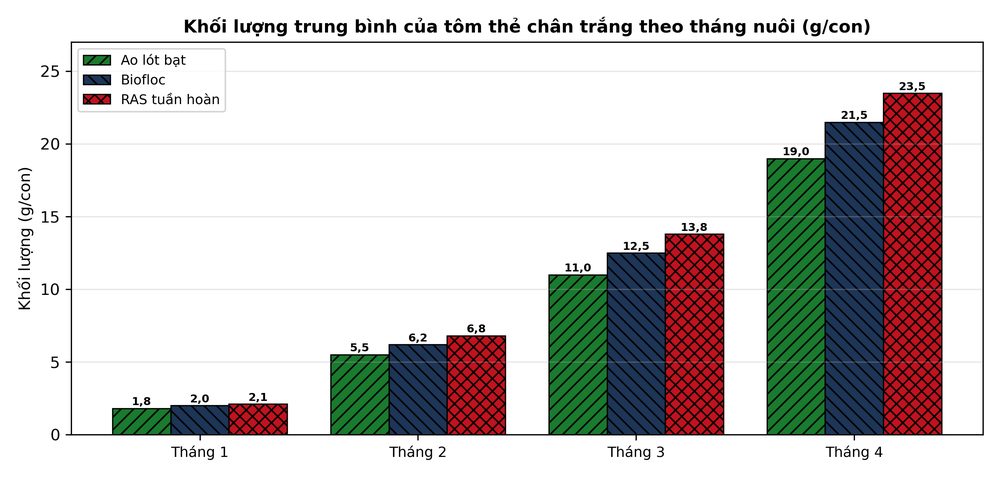 Khối lượng trung bình của tôm thẻ chân trắng theo tháng nuôi (g/con)
Ao lót bạt
Biofloc
RAS tuần hoàn
Khối lượng (g/con)
25
20
15
10
5
0
1,8
2,0
2,1
5,5
6,2
6,8
11,0
12,5
13,8
19,0
21,5
23,5
Tháng 1
Tháng 2
Tháng 3
Tháng 4